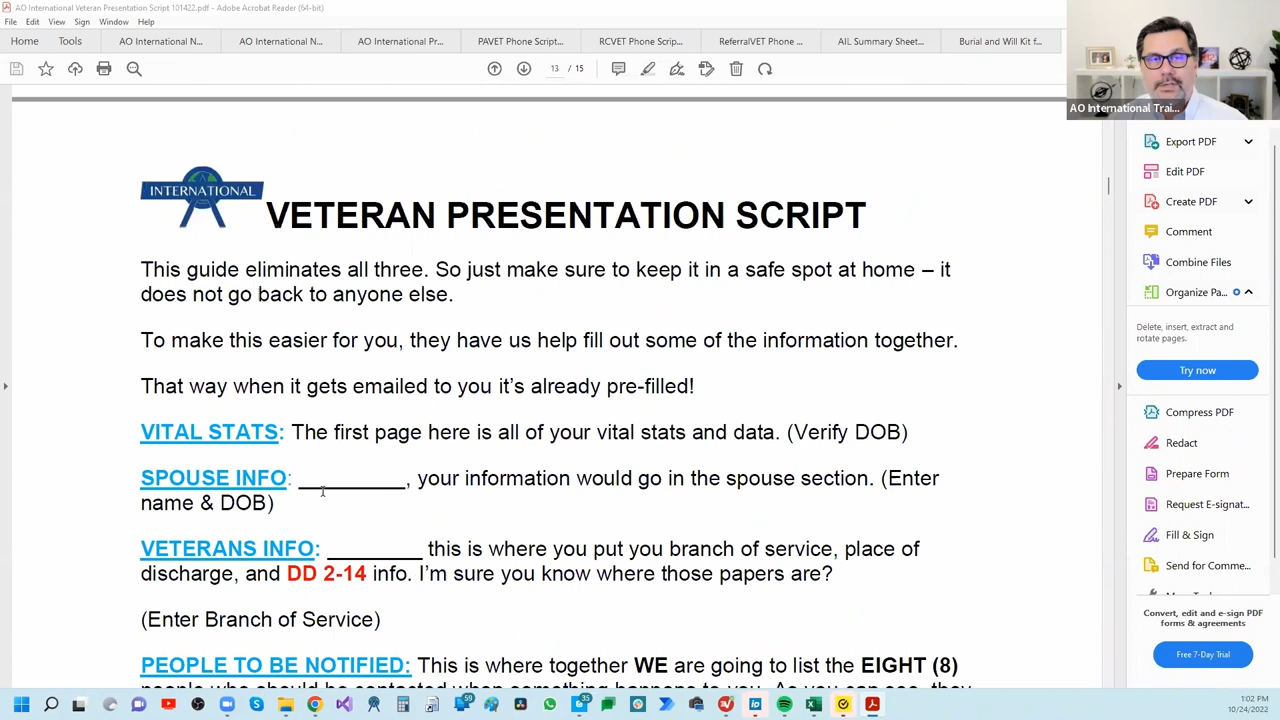 AO International Veteran Presentation Script 101422.pdf - Adobe Acrobat Reader (64-bit)
File Edit View Sign Window Help
Home Tools AO International N... AO International N... AO International Pr... PAVET Phone Script... RCVET Phone Scrip... ReferralVET Phone ... AIL Summary Sheet... Burial and Will Kit f...
13 / 15
AO International Trai...
INTERNATIONAL
VETERAN PRESENTATION SCRIPT
This guide eliminates all three. So just make sure to keep it in a safe spot at home – it
does not go back to anyone else.
To make this easier for you, they have us help fill out some of the information together.
That way when it gets emailed to you it’s already pre-filled!
VITAL STATS: The first page here is all of your vital stats and data. (Verify DOB)
SPOUSE INFO: _________, your information would go in the spouse section. (Enter
name & DOB)
VETERANS INFO: ________ this is where you put you branch of service, place of
discharge, and DD 2-14 info. I’m sure you know where those papers are?
(Enter Branch of Service)
PEOPLE TO BE NOTIFIED: This is where together WE are going to list the EIGHT (8)
Export PDF
Edit PDF
Create PDF
Comment
Combine Files
Organize Pa...
Delete, insert, extract and
rotate pages.
Try now
Compress PDF
Redact
Prepare Form
Request E-signat...
Fill & Sign
Send for Comme...
Convert, edit and e-sign PDF
forms & agreements
Free 7-Day Trial
59
35
1:02 PM
10/24/2022